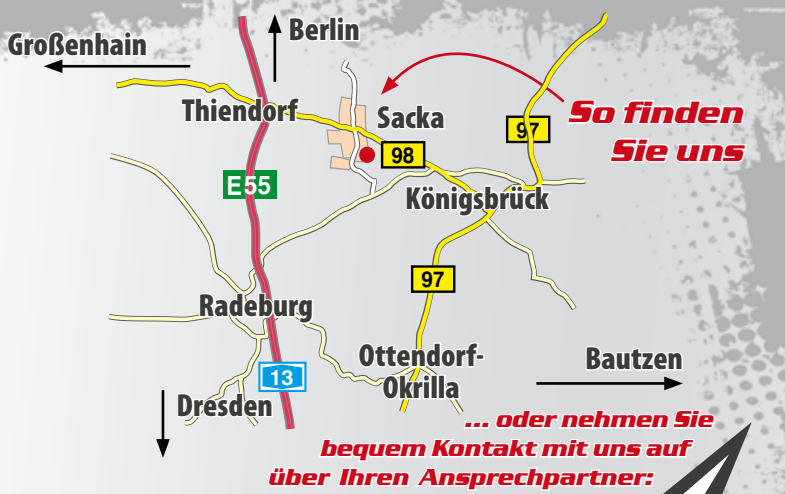 Großenhain
Berlin
Thiendorf
Sacka
97
So finden
Sie uns
98
E55
Königsbrück
97
Radeburg
Ottendorf-
Okrilla
Bautzen
13
Dresden
... oder nehmen Sie
bequem Kontakt mit uns auf
über Ihren Ansprechpartner: